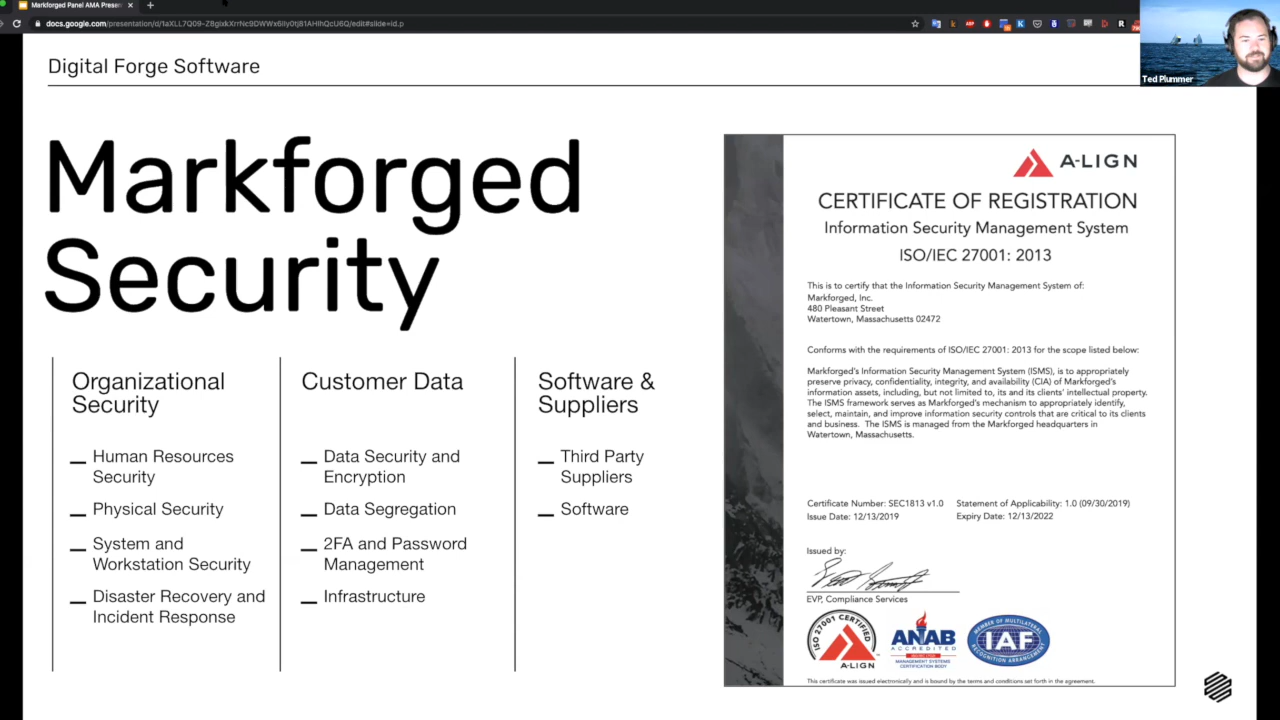 Markforged Panel AMA Presen
docs.google.com/presentation/d/
Ted Plummer
Digital Forge Software
Markforged
Security
Organizational
Security
Human Resources
Security
Physical Security
System and
Workstation Security
Disaster Recovery and
Incident Response
Customer Data
Data Security and
Encryption
Data Segregation
2FA and Password
Management
Infrastructure
Software &
Suppliers
Third Party
Suppliers
Software
A-LIGN
CERTIFICATE OF REGISTRATION
Information Security Management System
ISO/IEC 27001: 2013
This is to certify that the Information Security Management System of:
Markforged, Inc.
480 Pleasant Street
Watertown, Massachusetts 02472
Conforms with the requirements of ISO/IEC 27001: 2013 for the scope listed below:
Markforged's Information Security Management System (ISMS), is to appropriately
preserve privacy, confidentiality, integrity, and availability (CIA) of Markforged's
information assets, including, but not limited to, its and its clients' intellectual property.
The ISMS framework serves as Markforged's mechanism to appropriately identify,
select, maintain, and improve information security controls that are critical to its clients
and business. The ISMS is managed from the Markforged headquarters in
Watertown, Massachusetts.
Certificate Number: SEC1813 v1.0 Statement of Applicability: 1.0 (09/30/2019)
Issue Date: 12/13/2019 Expiry Date: 12/13/2022
Issued by:
EVP, Compliance Services
ISO 27001 CERTIFIED
A-LIGN
ANAB
ACCREDITED
MANAGEMENT SYSTEMS
CERTIFICATION BODY
MEMBER OF MULTILATERAL
IAF
RECOGNITION ARRANGEMENT
This certificate was issued electronically and is bound by the terms and conditions set forth in the agreement.